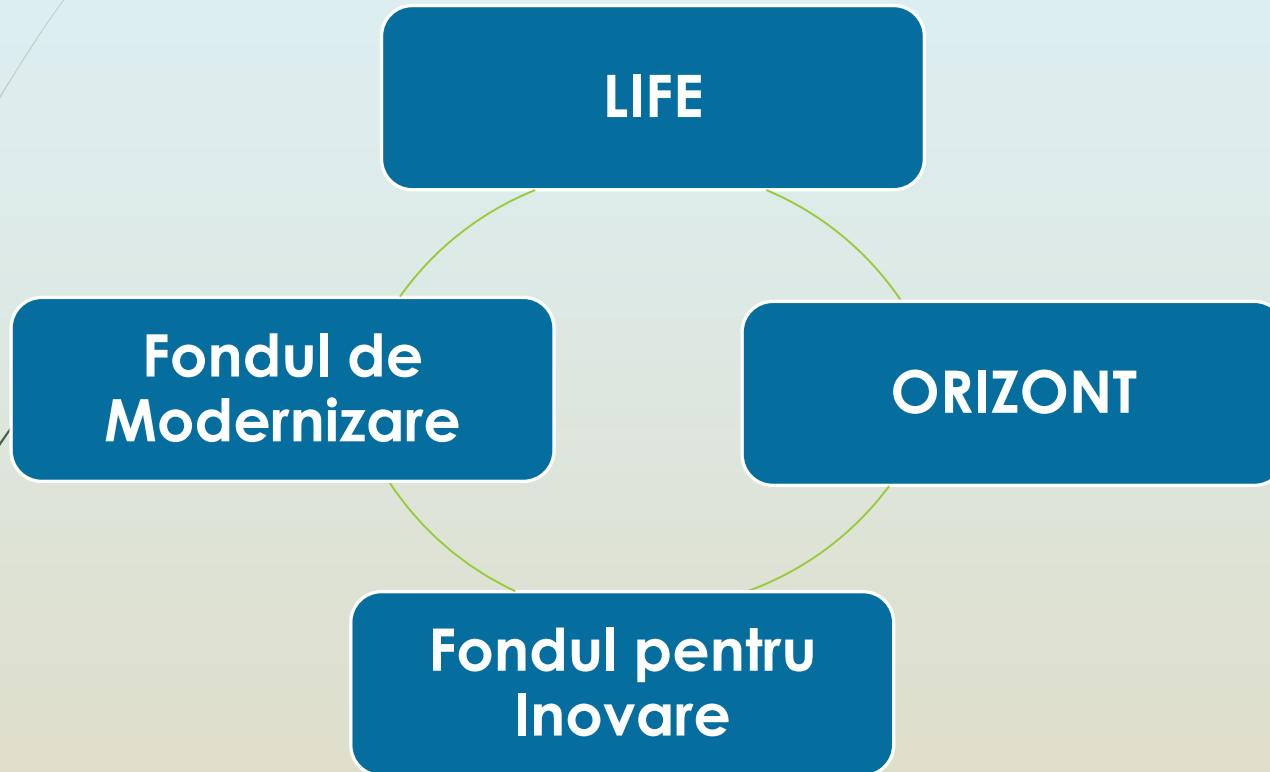 LIFE
Fondul de
Modernizare
ORIZONT
Fondul pentru
Inovare